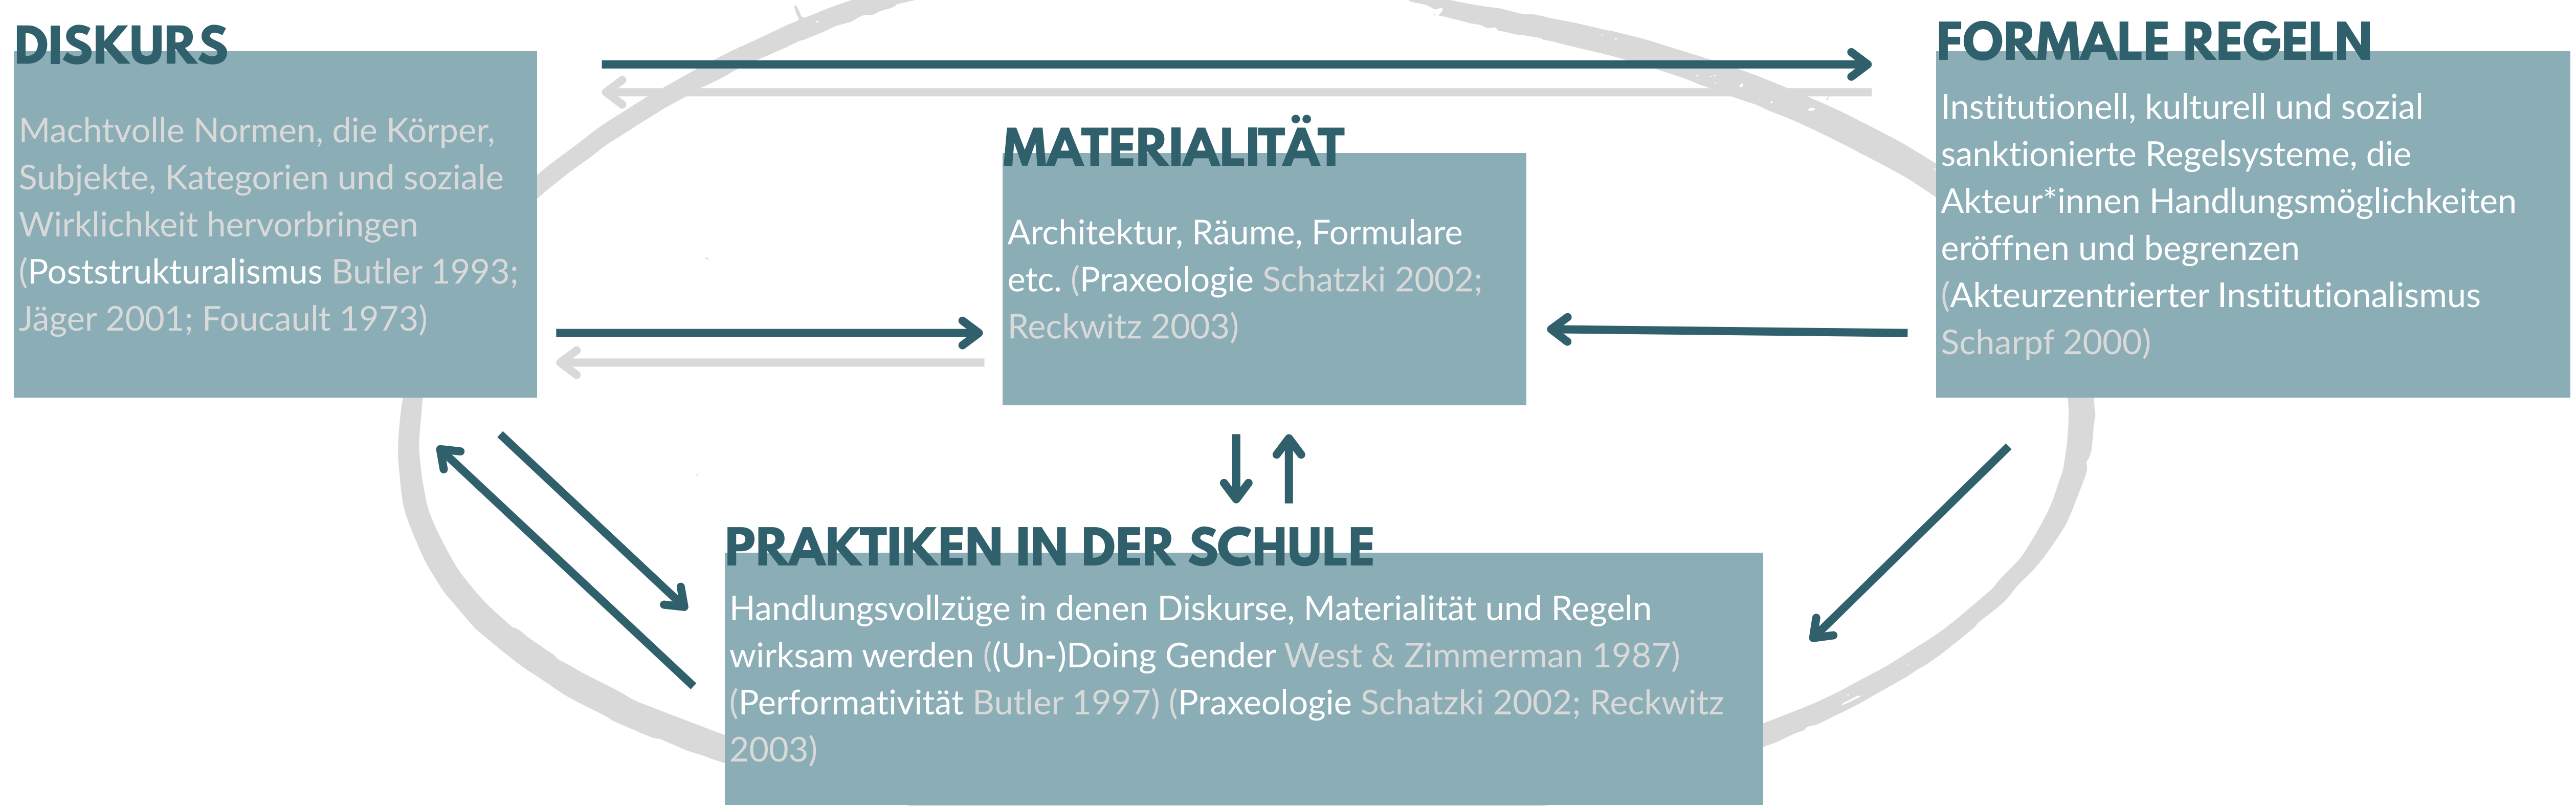 DISKURS
Machtvolle Normen, die Körper,
Subjekte, Kategorien und soziale
Wirklichkeit hervorbringen
(Poststrukturalismus Butler 1993;
Jäger 2001; Foucault 1973)
MATERIALITÄT
Architektur, Räume, Formulare
etc. (Praxeologie Schatzki 2002;
Reckwitz 2003)
FORMALE REGELN
Institutionell, kulturell und sozial
sanktionierte Regelsysteme, die
Akteur*innen Handlungsmöglichkeiten
eröffnen und begrenzen
(Akteurzentrierter Institutionalismus
Scharpf 2000)
PRAKTIKEN IN DER SCHULE
Handlungsvollzüge in denen Diskurse, Materialität und Regeln
wirksam werden ((Un-)Doing Gender West & Zimmerman 1987)
(Performativität Butler 1997) (Praxeologie Schatzki 2002; Reckwitz
2003)